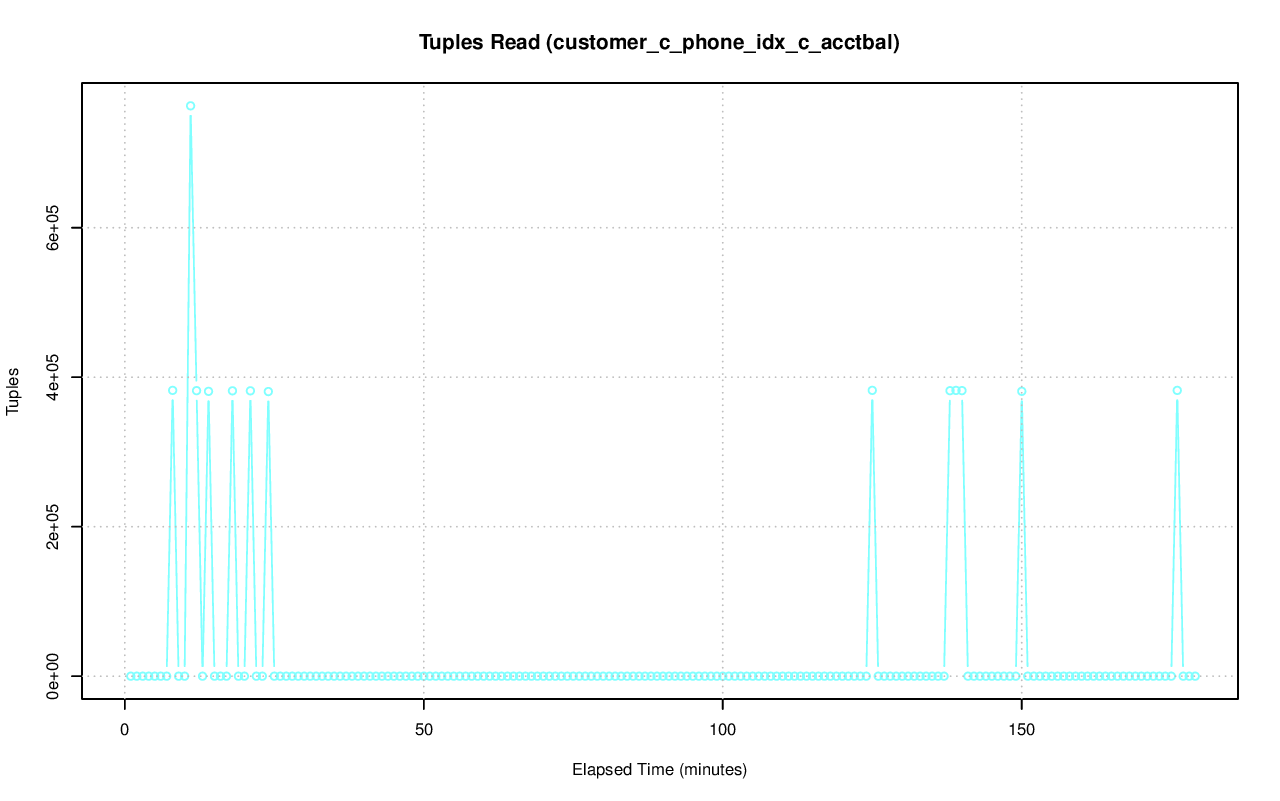 Tuples Read (customer_c_phone_idx_c_acctbal)
Tuples
6e+05
4e+05
2e+05
0e+00
0
50
100
150
Elapsed Time (minutes)